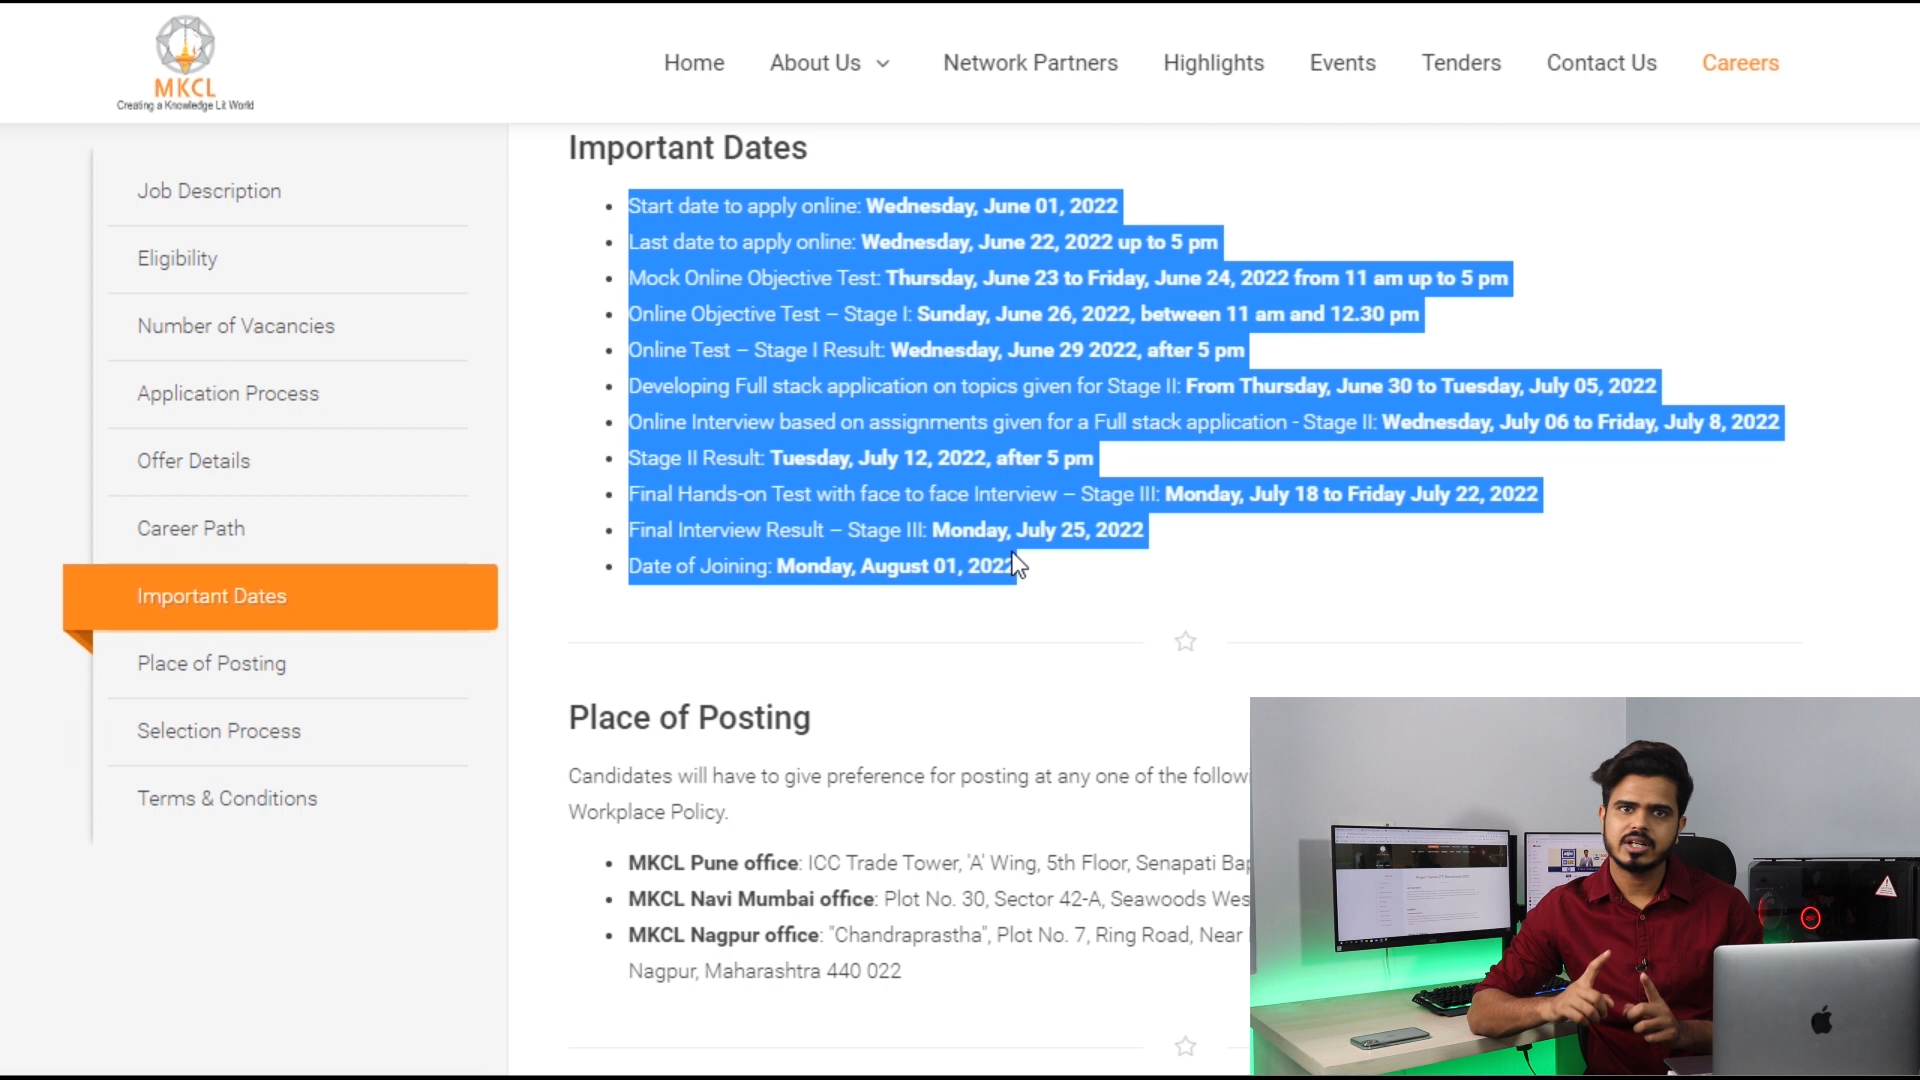 MKCL
Creating a Knowledge Lit World
Home
About Us
Network Partners
Highlights
Events
Tenders
Contact Us
Careers
Job Description
Eligibility
Number of Vacancies
Application Process
Offer Details
Career Path
Important Dates
Place of Posting
Selection Process
Terms & Conditions
Important Dates
Start date to apply online: Wednesday, June 01, 2022
Last date to apply online: Wednesday, June 22, 2022 up to 5 pm
Mock Online Objective Test: Thursday, June 23 to Friday, June 24, 2022 from 11 am up to 5 pm
Online Objective Test – Stage I: Sunday, June 26, 2022, between 11 am and 12.30 pm
Online Test – Stage I Result: Wednesday, June 29 2022, after 5 pm
Developing Full stack application on topics given for Stage II: From Thursday, June 30 to Tuesday, July 05, 2022
Online Interview based on assignments given for a Full stack application - Stage II: Wednesday, July 06 to Friday, July 8, 2022
Stage II Result: Tuesday, July 12, 2022, after 5 pm
Final Hands-on Test with face to face Interview – Stage III: Monday, July 18 to Friday July 22, 2022
Final Interview Result – Stage III: Monday, July 25, 2022
Date of Joining: Monday, August 01, 2022
Place of Posting
Candidates will have to give preference for posting at any one of the followi
Workplace Policy.
MKCL Pune office: ICC Trade Tower, 'A' Wing, 5th Floor, Senapati Bap
MKCL Navi Mumbai office: Plot No. 30, Sector 42-A, Seawoods Wes
MKCL Nagpur office: "Chandraprastha", Plot No. 7, Ring Road, Near
Nagpur, Maharashtra 440 022